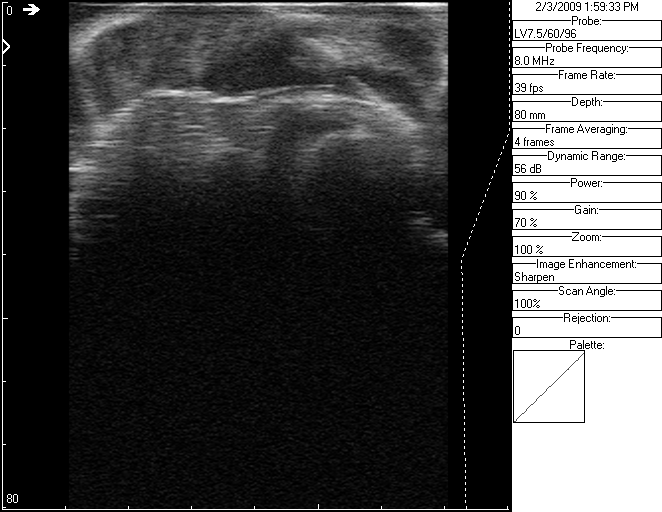 0
80
2/3/2009 1:59:33 PM
Probe:
LV7.5/60/96
Probe Frequency:
8.0 MHz
Frame Rate:
39 fps
Depth:
80 mm
Frame Averaging:
4 frames
Dynamic Range:
56 dB
Power:
90 %
Gain:
70 %
Zoom:
100 %
Image Enhancement:
Sharpen
Scan Angle:
100%
Rejection:
0
Palette: